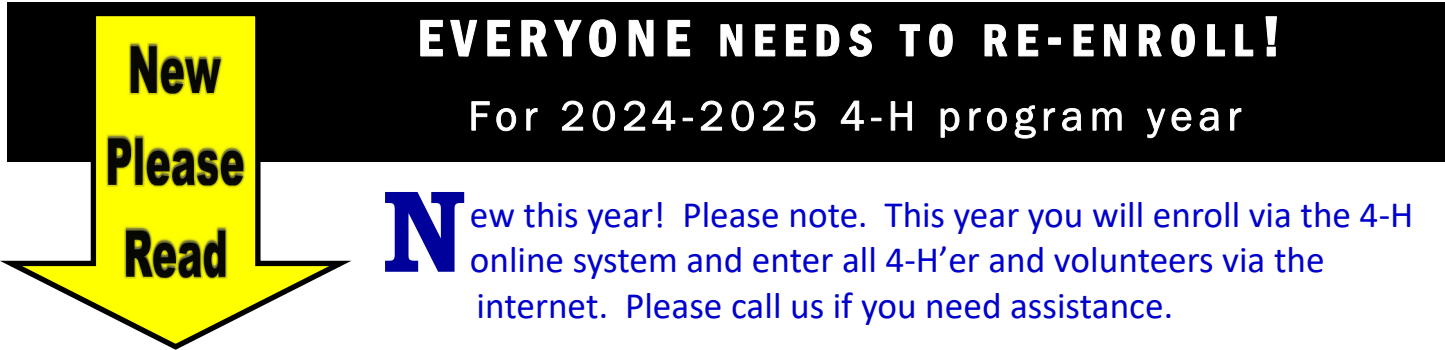 New
Please
Read
EVERYONE NEEDS TO RE-ENROLL!
For 2024-2025 4-H program year
New this year!  Please note.  This year you will enroll via the 4-H
online system and enter all 4-H’er and volunteers via the
internet.  Please call us if you need assistance.